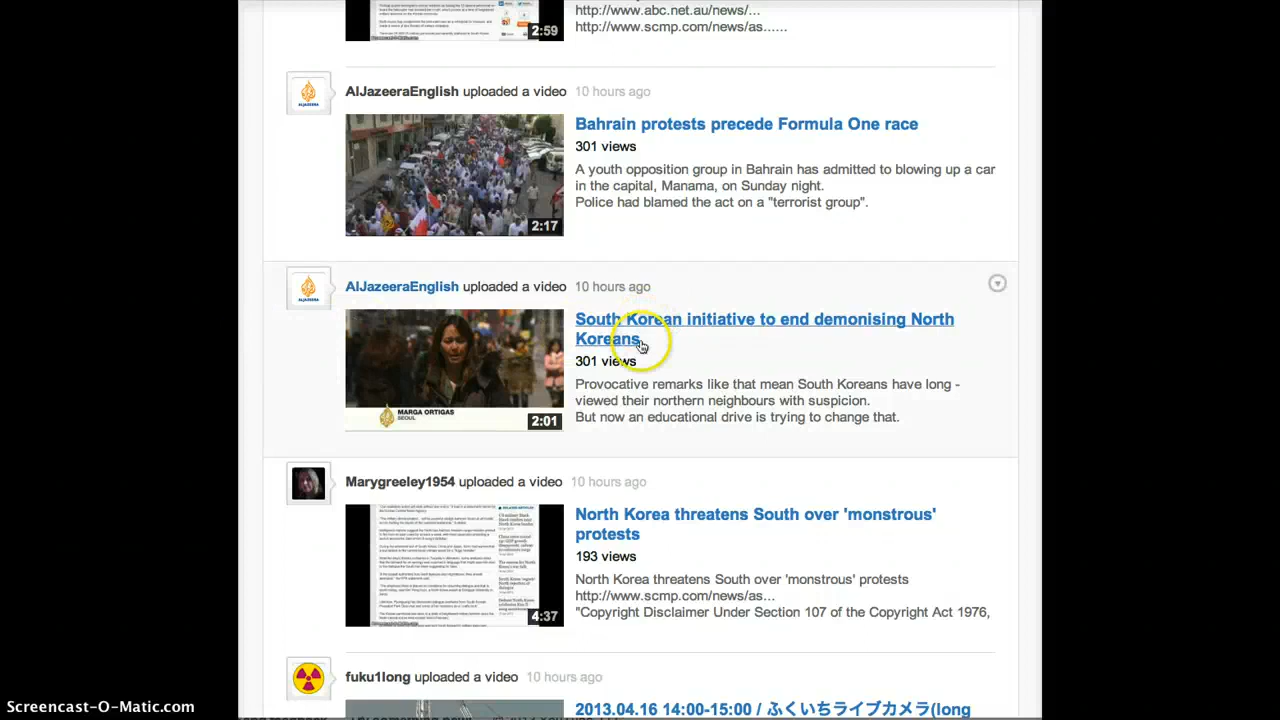 http://www.abc.net.au/news/...
http://www.scmp.com/news/as......
2:59
AlJazeeraEnglish uploaded a video 10 hours ago
ALJAZEERA
Bahrain protests precede Formula One race
301 views
A youth opposition group in Bahrain has admitted to blowing up a car
in the capital, Manama, on Sunday night.
Police had blamed the act on a "terrorist group".
2:17
AlJazeeraEnglish uploaded a video 10 hours ago
ALJAZEERA
South Korean initiative to end demonising North
Koreans
301 views
Provocative remarks like that mean South Koreans have long -
viewed their northern neighbours with suspicion.
But now an educational drive is trying to change that.
MARGA ORTIGAS
SEOUL
2:01
Marygreeley1954 uploaded a video 10 hours ago
North Korea threatens South over 'monstrous'
protests
193 views
North Korea threatens South over 'monstrous' protests
http://www.scmp.com/news/as...
"Copyright Disclaimer Under Section 107 of the Copyright Act 1976,
4:37
fuku1long uploaded a video 10 hours ago
2013.04.16 14:00-15:00 / ふくいちライブカメラ(long
Screencast-O-Matic.com